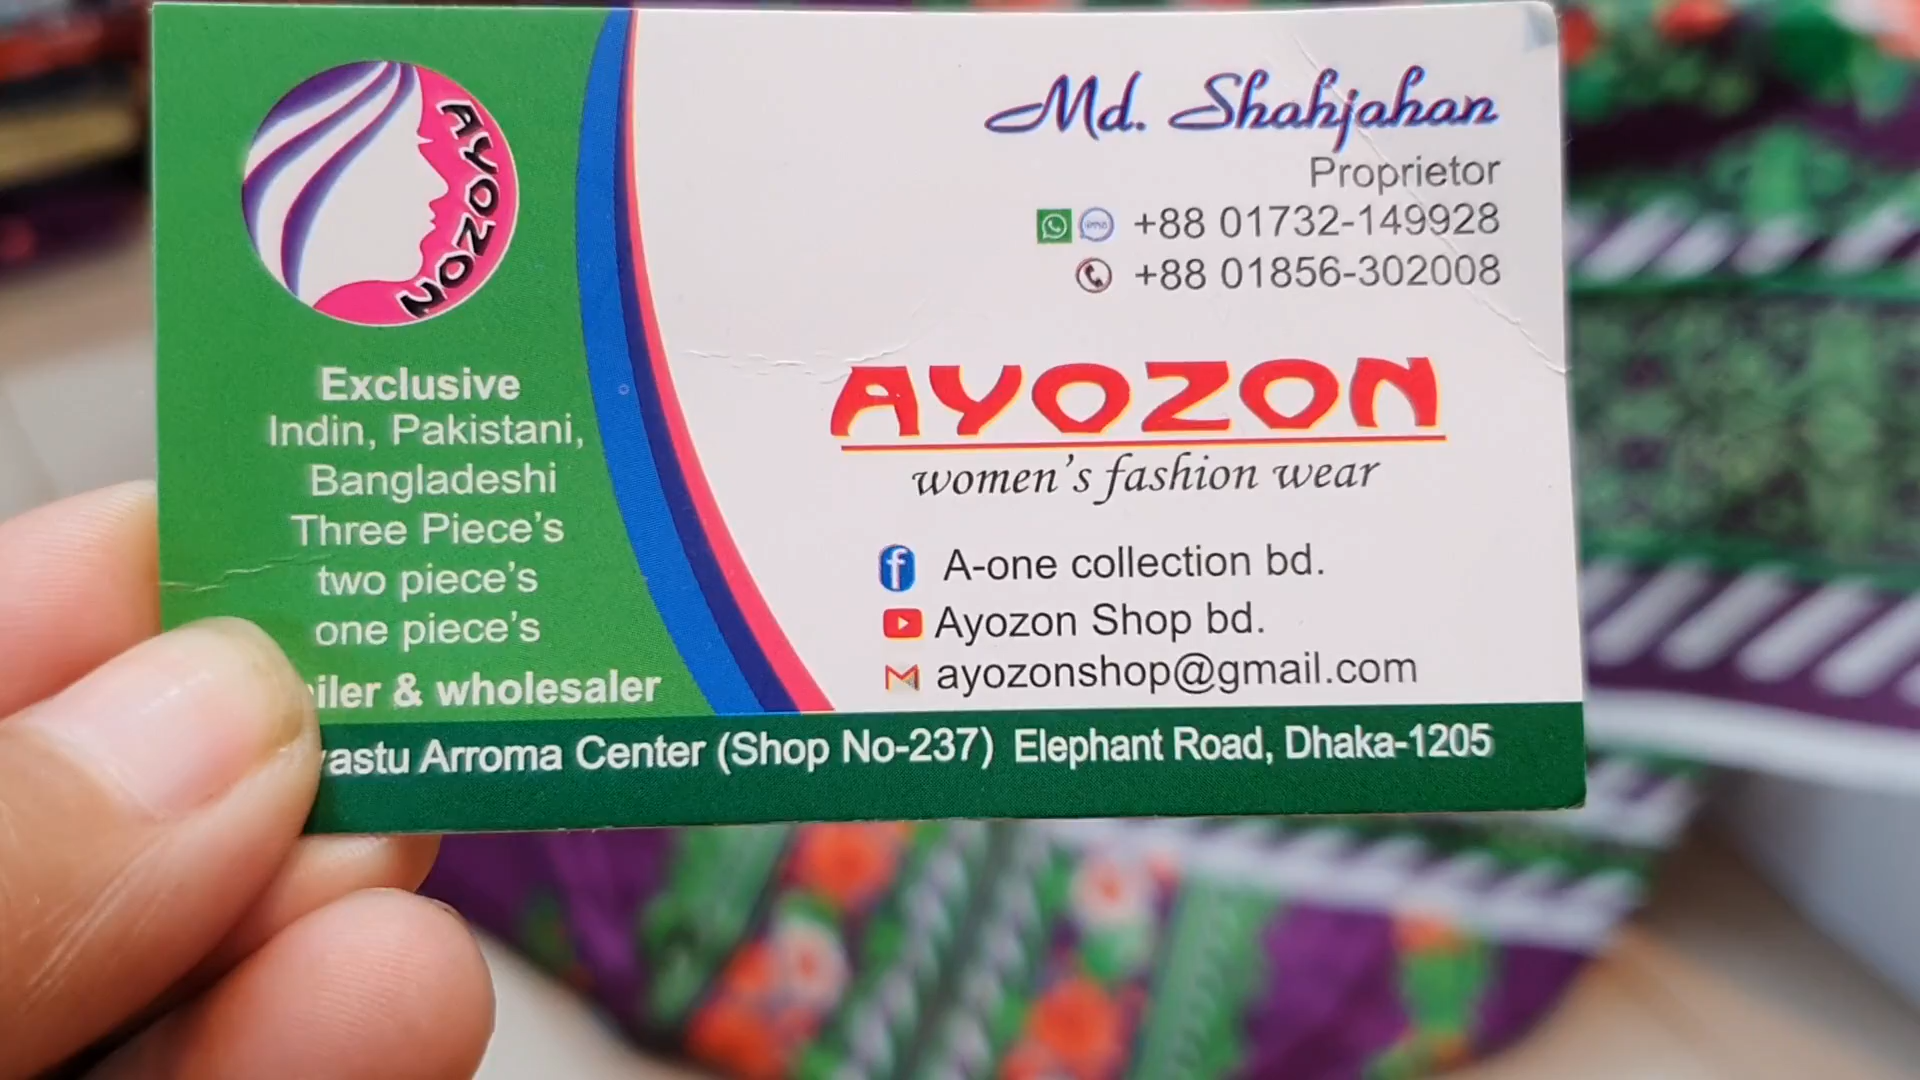 AYOZON
Exclusive
Indin, Pakistani,
Bangladeshi
Three Piece's
two piece's
one piece's
& wholesaler
Md. Shahjahan
Proprietor
+88 01732-149928
+88 01856-302008
AYOZON
women's fashion wear
A-one collection bd.
Ayozon Shop bd.
ayozonshop@gmail.com
Arroma Center (Shop No-237) Elephant Road, Dhaka-1205